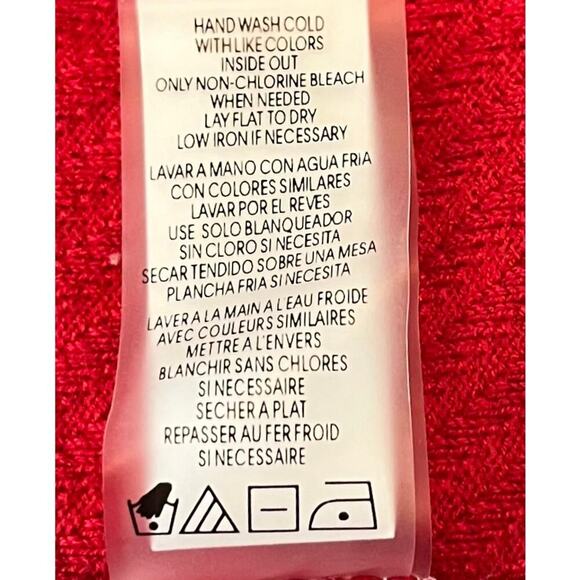 HAND WASH COLD
WITH LIKE COLORS
INSIDE OUT
ONLY NON-CHLORINE BLEACH
WHEN NEEDED
LAY FLAT TO DRY
LOW IRON IF NECESSARY
LAVAR A MANO CON AGUA FRIA
CON COLORES SIMILARES
LAVAR POR EL REVES
USE SOLO BLANQUEADOR
SIN CLORO SI NECESITA
SECAR TENDIDO SOBRE UNA MESA
PLANCHA FRIA SI NECESITA
LAVER A LA MAIN A L'EAU FROIDE
AVEC COULEURS SIMILAIRES
METTRE A L'ENVERS
BLANCHIR SANS CHLORES
SI NECESSAIRE
SECHER A PLAT
REPASSER AU FER FROID
SI NECESSAIRE